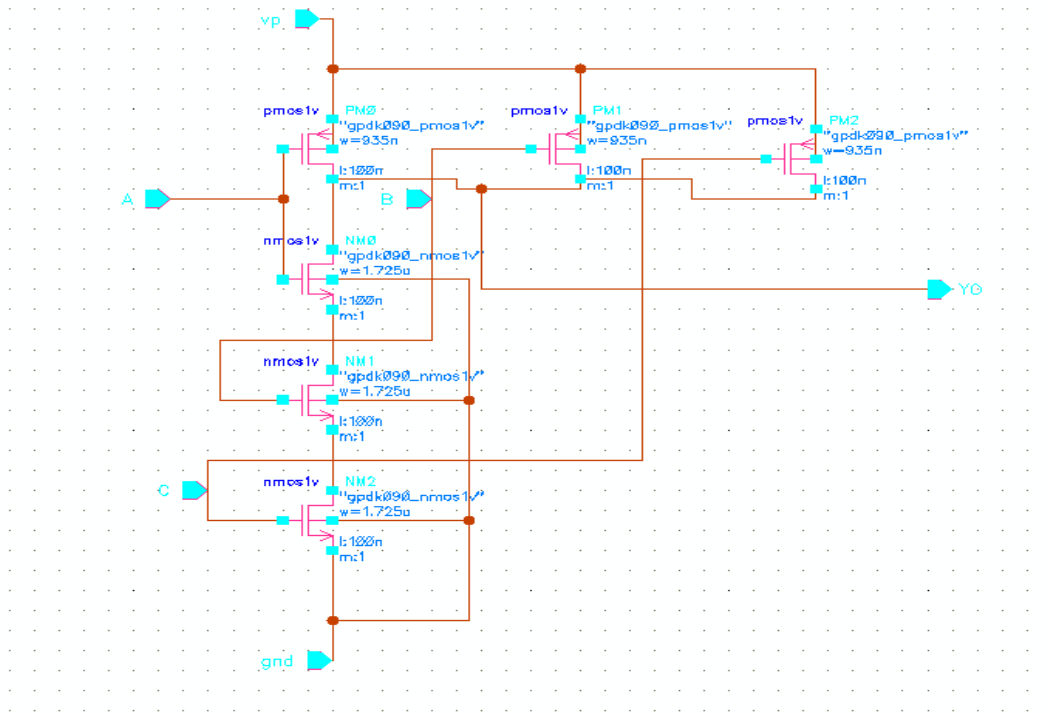 vp
pmos1v PM0
"gpdk090_pmos1v"
w=935n
l:100n
m:1
pmos1v PM1
"gpdk090_pmos1v"
w=935n
l:100n
m:1
pmos1v PM2
"gpdk090_pmos1v"
w=935n
l:100n
m:1
A
B
nmos1v NM0
"gpdk090_nmos1v"
w=1.725u
l:100n
m:1
Y0
nmos1v NM1
"gpdk090_nmos1v"
w=1.725u
l:100n
m:1
C
nmos1v NM2
"gpdk090_nmos1v"
w=1.725u
l:100n
m:1
gnd